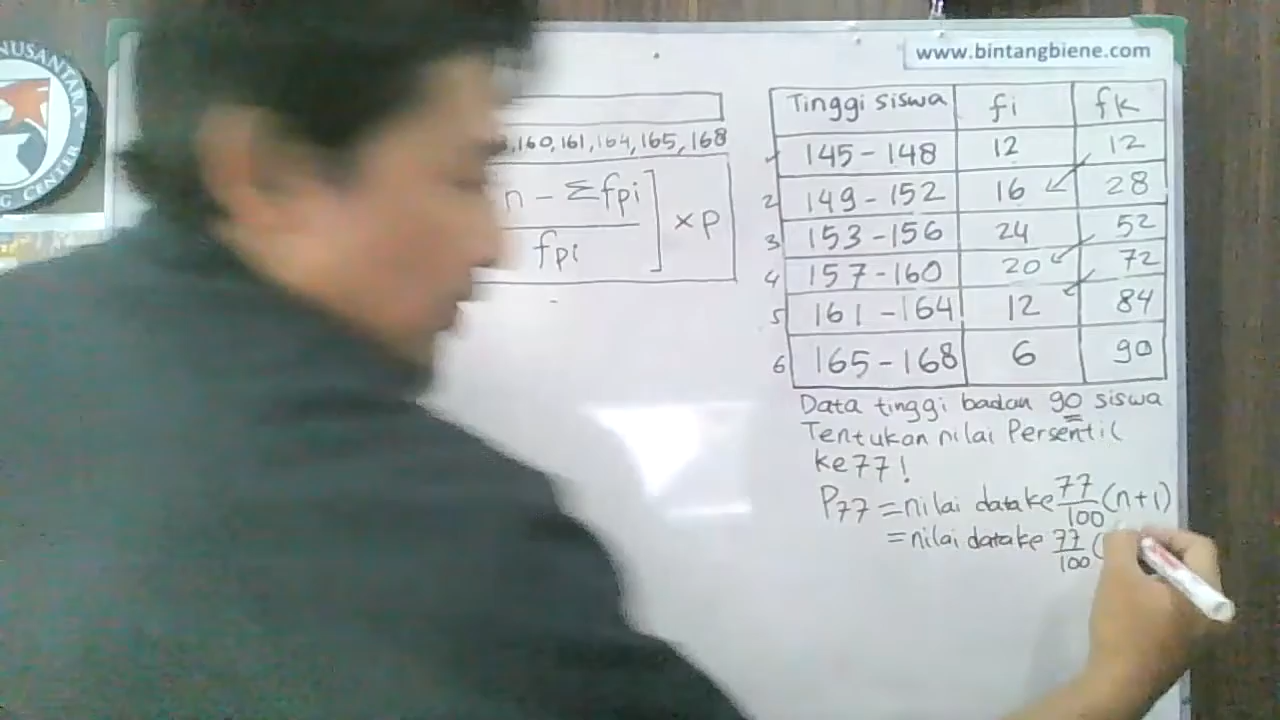 NUSANTARA
G CENTER
www.bintangbiene.com
,160,161,164,165,168
n - Σfpi
fpi
] × p
Tinggi siswa fi fk
1 145-148 12 12
2 149-152 16 28
3 153-156 24 52
4 157-160 20 72
5 161-164 12 84
6 165-168 6 90
Data tinggi badan 90 siswa
Tentukan nilai Persentil
ke 77!
P77 = nilai data ke 77/100 (n+1)
= nilai data ke 77/100 (